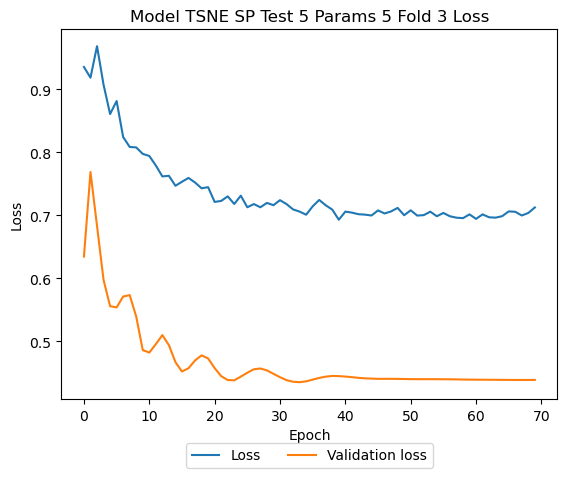 Model TSNE SP Test 5 Params 5 Fold 3 Loss
0.9
0.8
0.7
0.6
0.5
Loss
0 10 20 30 40 50 60 70
Epoch
Loss Validation loss